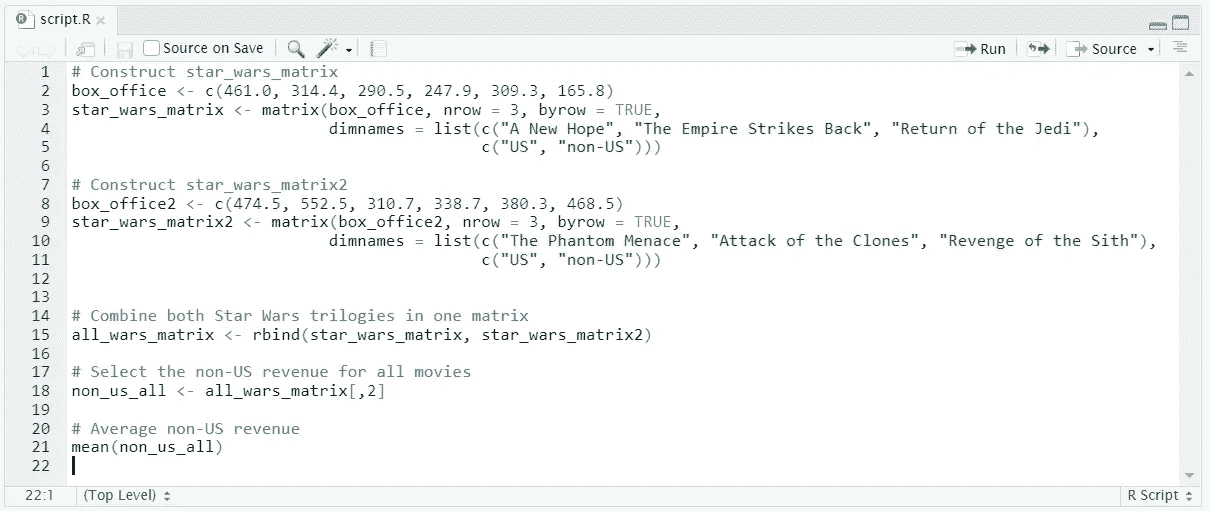 script.R
Source on Save Run Source
1 # Construct star_wars_matrix
2 box_office <- c(461.0, 314.4, 290.5, 247.9, 309.3, 165.8)
3 star_wars_matrix <- matrix(box_office, nrow = 3, byrow = TRUE,
4 dimnames = list(c("A New Hope", "The Empire Strikes Back", "Return of the Jedi"),
5 c("US", "non-US")))
6
7 # Construct star_wars_matrix2
8 box_office2 <- c(474.5, 552.5, 310.7, 338.7, 380.3, 468.5)
9 star_wars_matrix2 <- matrix(box_office2, nrow = 3, byrow = TRUE,
10 dimnames = list(c("The Phantom Menace", "Attack of the Clones", "Revenge of the Sith"),
11 c("US", "non-US")))
12
13
14 # Combine both Star Wars trilogies in one matrix
15 all_wars_matrix <- rbind(star_wars_matrix, star_wars_matrix2)
16
17 # Select the non-US revenue for all movies
18 non_us_all <- all_wars_matrix[,2]
19
20 # Average non-US revenue
21 mean(non_us_all)
22
22:1 (Top Level) R Script